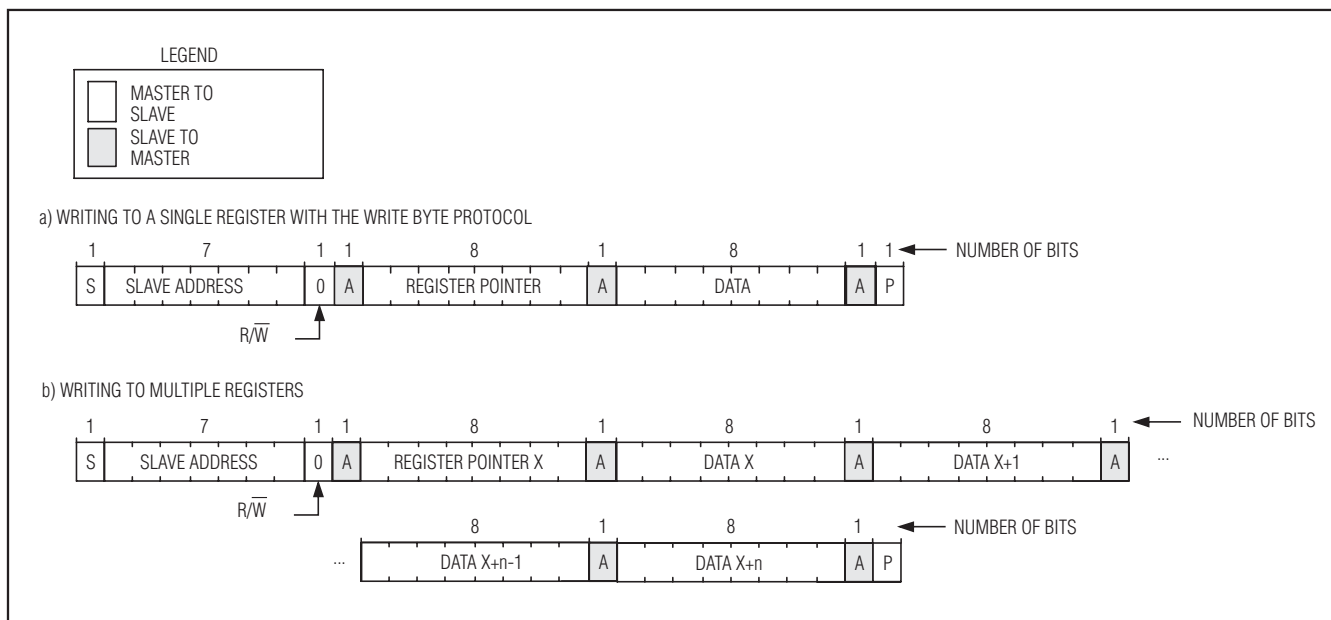 LEGEND
MASTER TO
SLAVE
SLAVE TO
MASTER
a) WRITING TO A SINGLE REGISTER WITH THE WRITE BYTE PROTOCOL
1 7 1 1 8 1 8 1 1 NUMBER OF BITS
S SLAVE ADDRESS 0 A REGISTER POINTER A DATA A P
R/W̅
b) WRITING TO MULTIPLE REGISTERS
1 7 1 1 8 1 8 1 8 1 NUMBER OF BITS
S SLAVE ADDRESS 0 A REGISTER POINTER X A DATA X A DATA X+1 A ...
R/W̅
8 1 8 1 NUMBER OF BITS
... DATA X+n-1 A DATA X+n A P